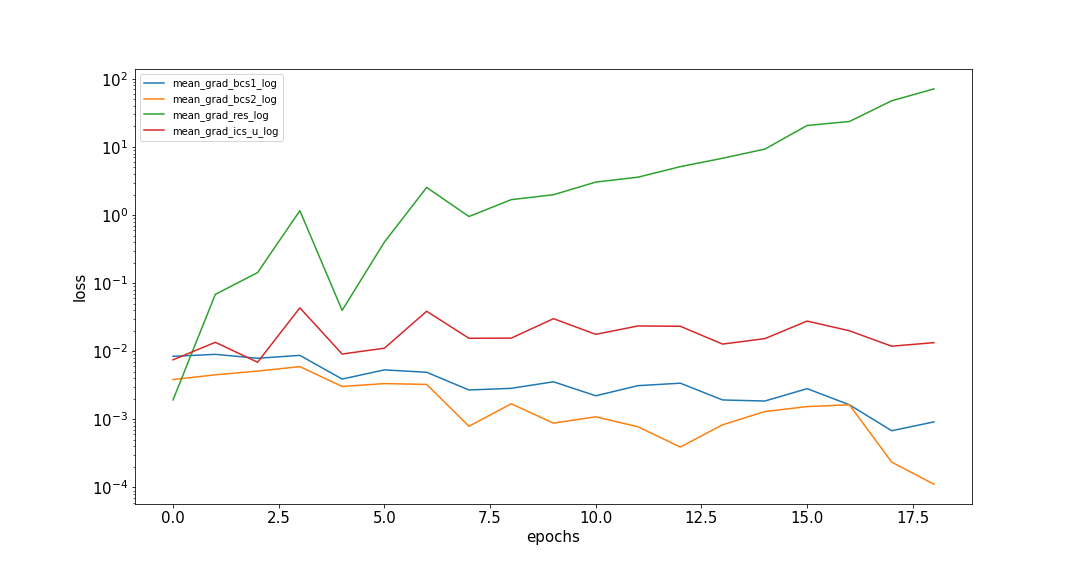 mean_grad_bcs1_log
mean_grad_bcs2_log
mean_grad_res_log
mean_grad_ics_u_log
10²
10¹
10⁰
10⁻¹
10⁻²
10⁻³
10⁻⁴
loss
0.0 2.5 5.0 7.5 10.0 12.5 15.0 17.5
epochs